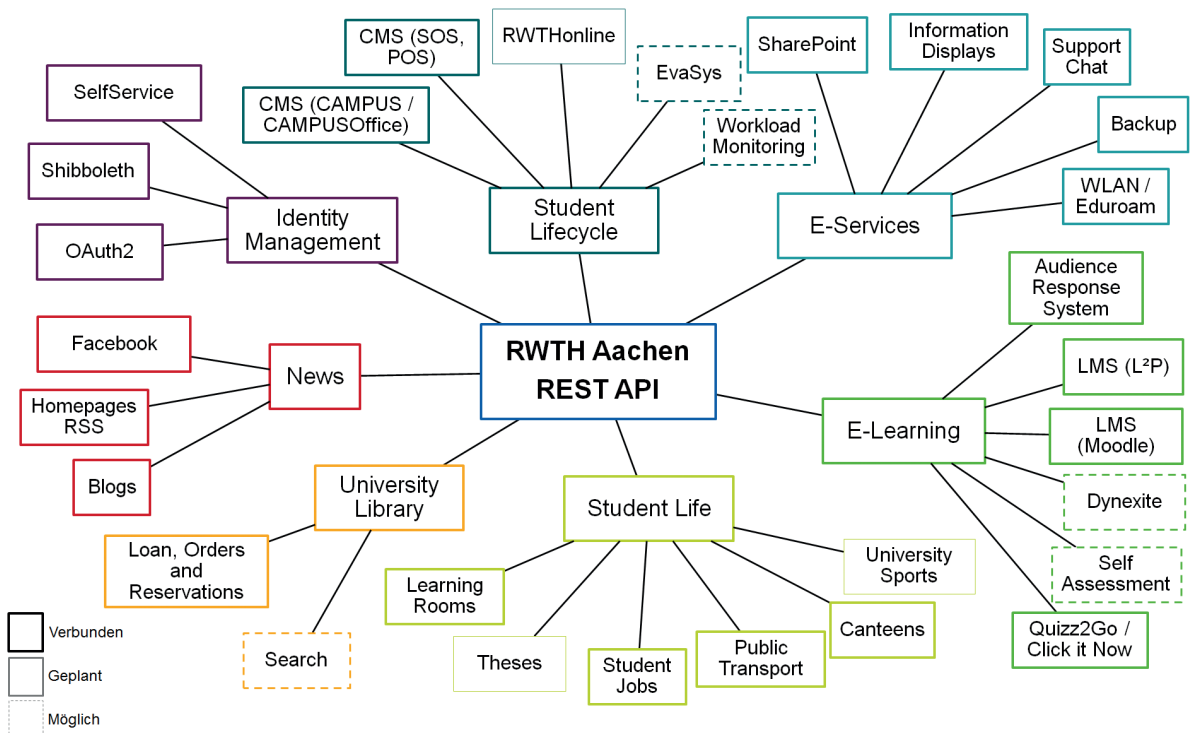 CMS (SOS,
POS)
RWTHonline
SharePoint
Information
Displays
Support
Chat
EvaSys
SelfService
CMS (CAMPUS /
CAMPUSOffice)
Workload
Monitoring
Backup
Shibboleth
WLAN /
Eduroam
Identity
Management
Student
Lifecycle
E-Services
OAuth2
Audience
Response
System
Facebook
News
RWTH Aachen
REST API
LMS (L²P)
Homepages
RSS
E-Learning
LMS
(Moodle)
Blogs
University
Library
Student Life
Dynexite
Loan, Orders
and
Reservations
Learning
Rooms
University
Sports
Self
Assessment
Search
Theses
Student
Jobs
Public
Transport
Canteens
Quizz2Go /
Click it Now
Verbunden
Geplant
Möglich